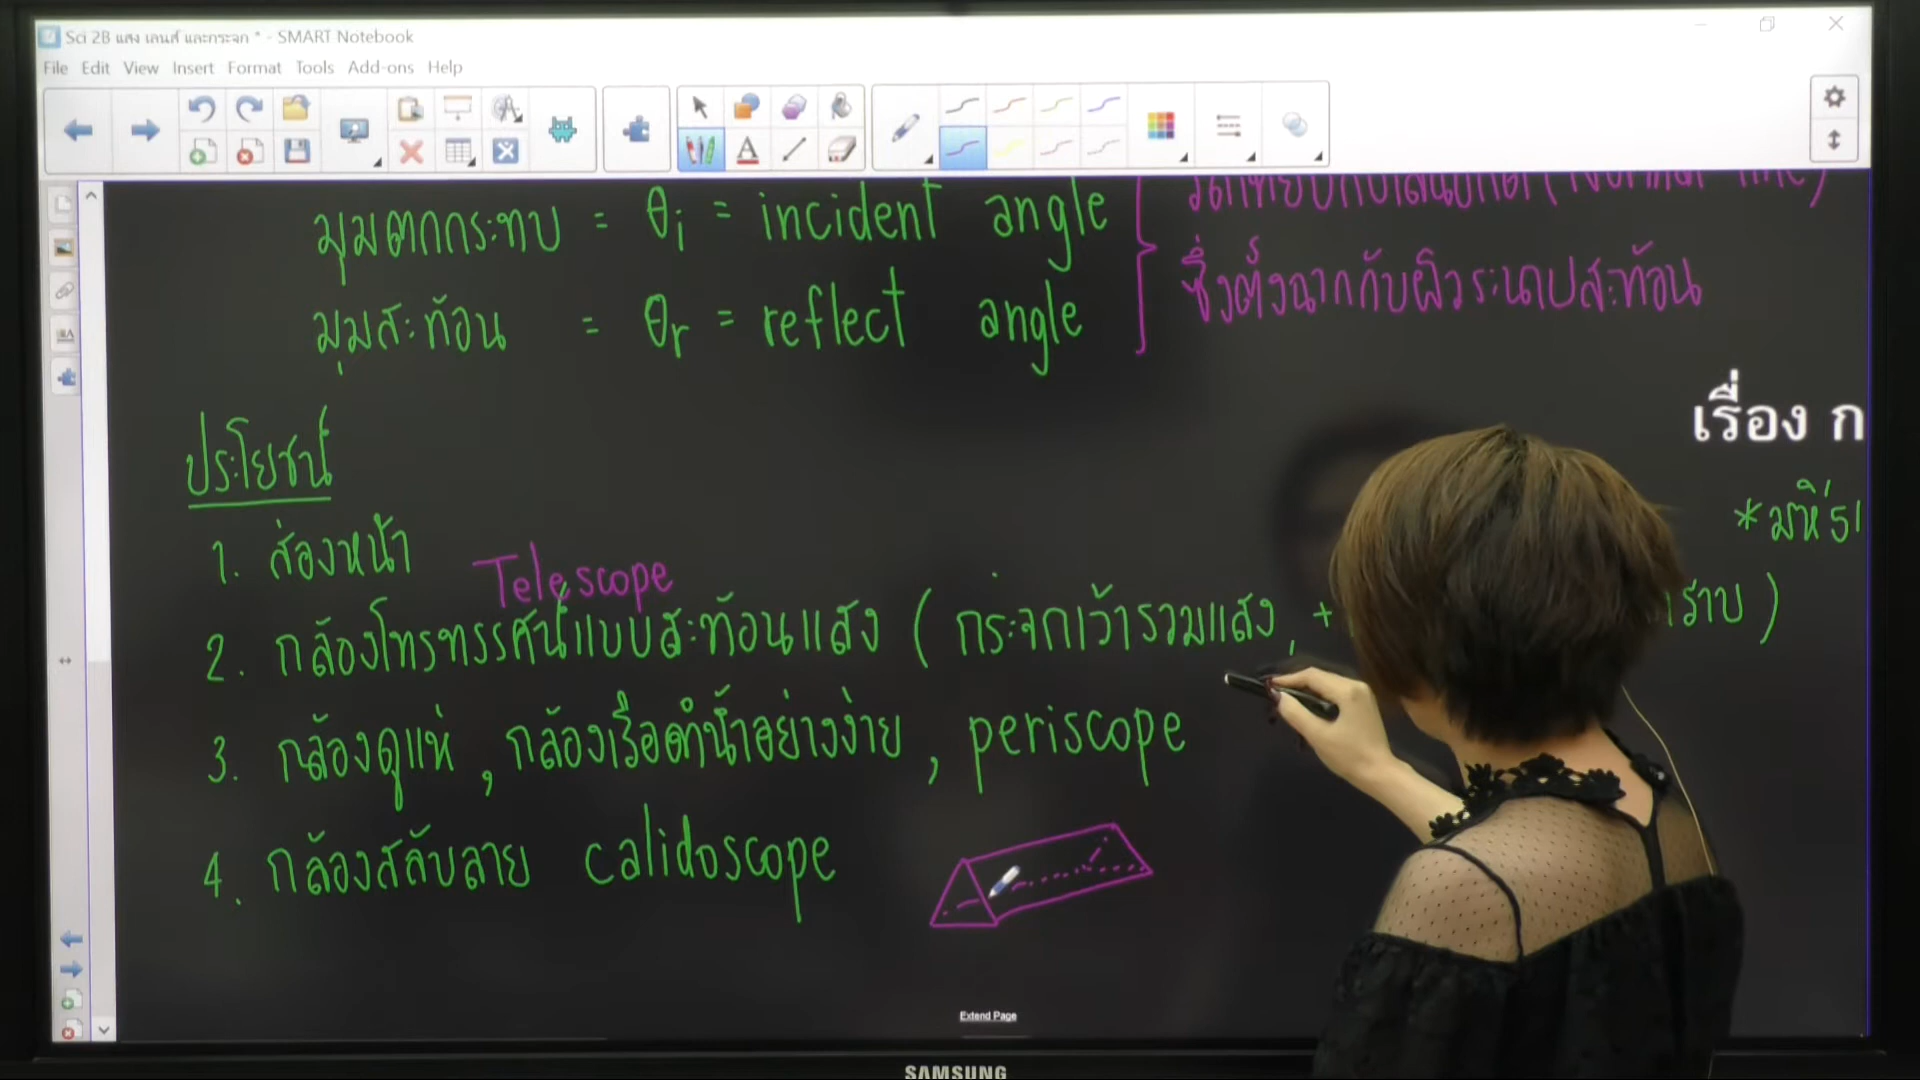 Sci 2B แสง เลนส์ และกระจก * - SMART Notebook
File Edit View Insert Format Tools Add-ons Help
มุมตกกระทบ = θi = incident angle
มุมสะท้อน = θr = reflect angle
ซึ่งตั้งฉากกับผิวระนาบสะท้อน
เรื่อง ก
ประโยชน์
1. ส่องหน้า
Telescope
2. กล้องโทรทรรศน์แบบสะท้อนแสง ( กระจกเว้ารวมแสง, + ราบ )
3. กล้องดูแห่ , กล้องเรือดำน้ำอย่างง่าย , periscope
4. กล้องสลับลาย calidoscope
Extend Page
SAMSUNG